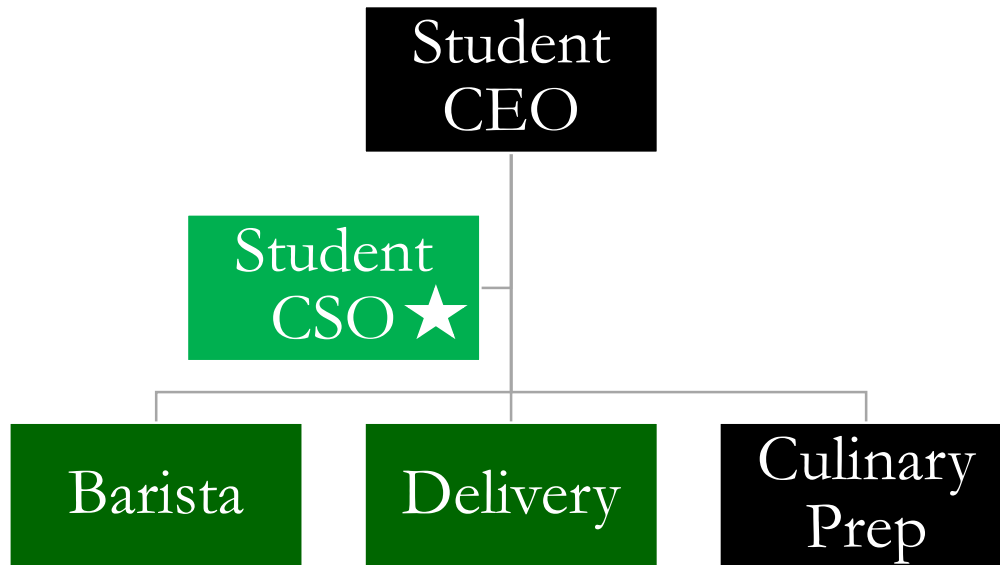 Student
CEO
Student
CSO
Barista
Delivery
Culinary
Prep